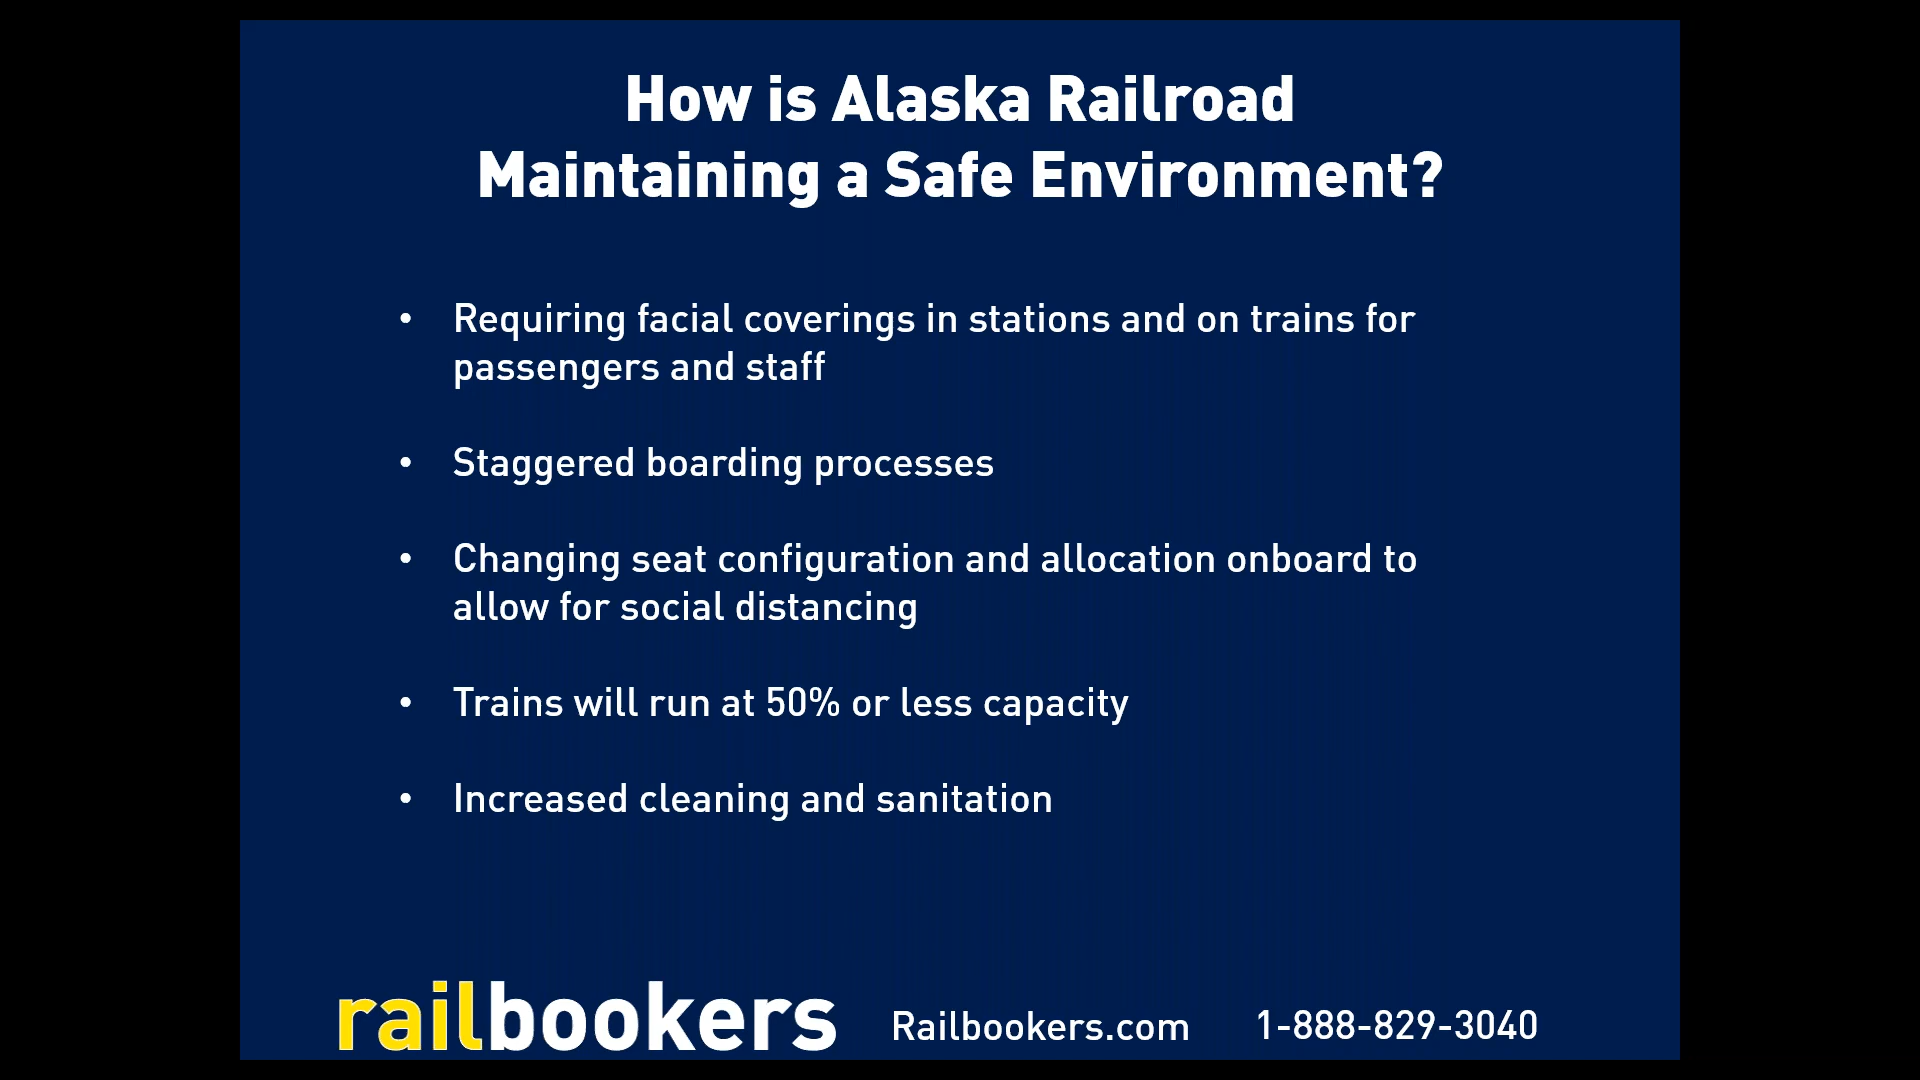 How is Alaska Railroad
Maintaining a Safe Environment?
• Requiring facial coverings in stations and on trains for
passengers and staff
• Staggered boarding processes
• Changing seat configuration and allocation onboard to
allow for social distancing
• Trains will run at 50% or less capacity
• Increased cleaning and sanitation
railbookers Railbookers.com 1-888-829-3040